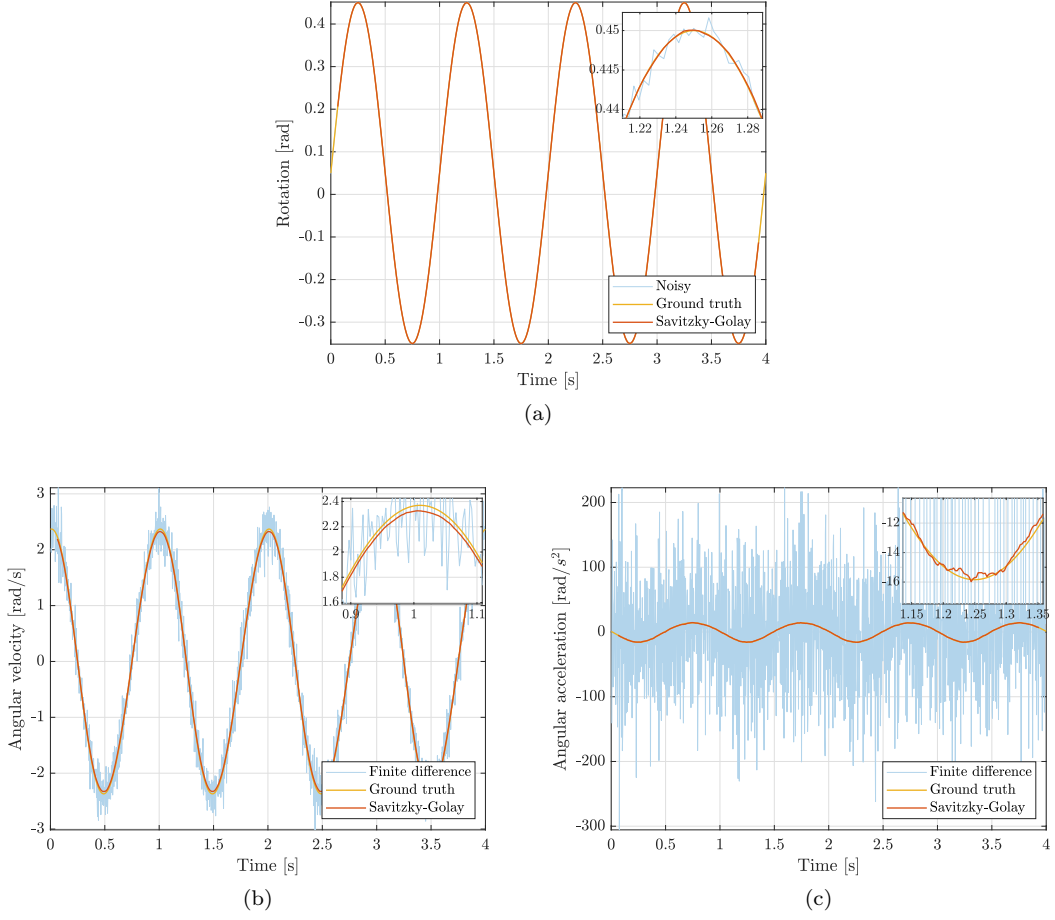 0.4
0.3
0.2
0.1
0
-0.1
-0.2
-0.3
Rotation [rad]
0.45
0.445
0.44
1.22 1.24 1.26 1.28
Noisy
Ground truth
Savitzky-Golay
0 0.5 1 1.5 2 2.5 3 3.5 4
Time [s]
(a)
3
2
1
0
-1
-2
-3
Angular velocity [rad/s]
2.4
2.2
2
1.8
1.6
0.9 1 1.1
Finite difference
Ground truth
Savitzky-Golay
0 0.5 1 1.5 2 2.5 3 3.5 4
Time [s]
(b)
200
100
0
-100
-200
-300
Angular acceleration [rad/s²]
-12
-14
-16
1.15 1.2 1.25 1.3 1.35
Finite difference
Ground truth
Savitzky-Golay
0 0.5 1 1.5 2 2.5 3 3.5 4
Time [s]
(c)